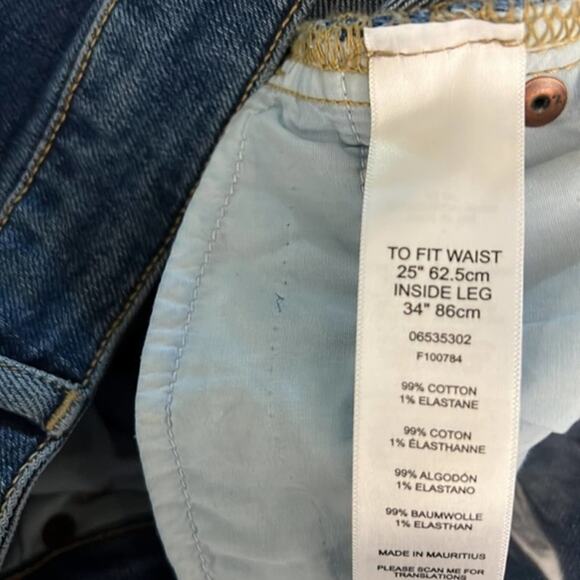 TO FIT WAIST
25" 62.5cm
INSIDE LEG
34" 86cm
06535302
F100784
99% COTTON
1% ELASTANE
99% COTON
1% ÉLASTHANNE
99% ALGODÓN
1% ELASTANO
99% BAUMWOLLE
1% ELASTHAN
MADE IN MAURITIUS
PLEASE SCAN ME FOR
TRANSLATIONS